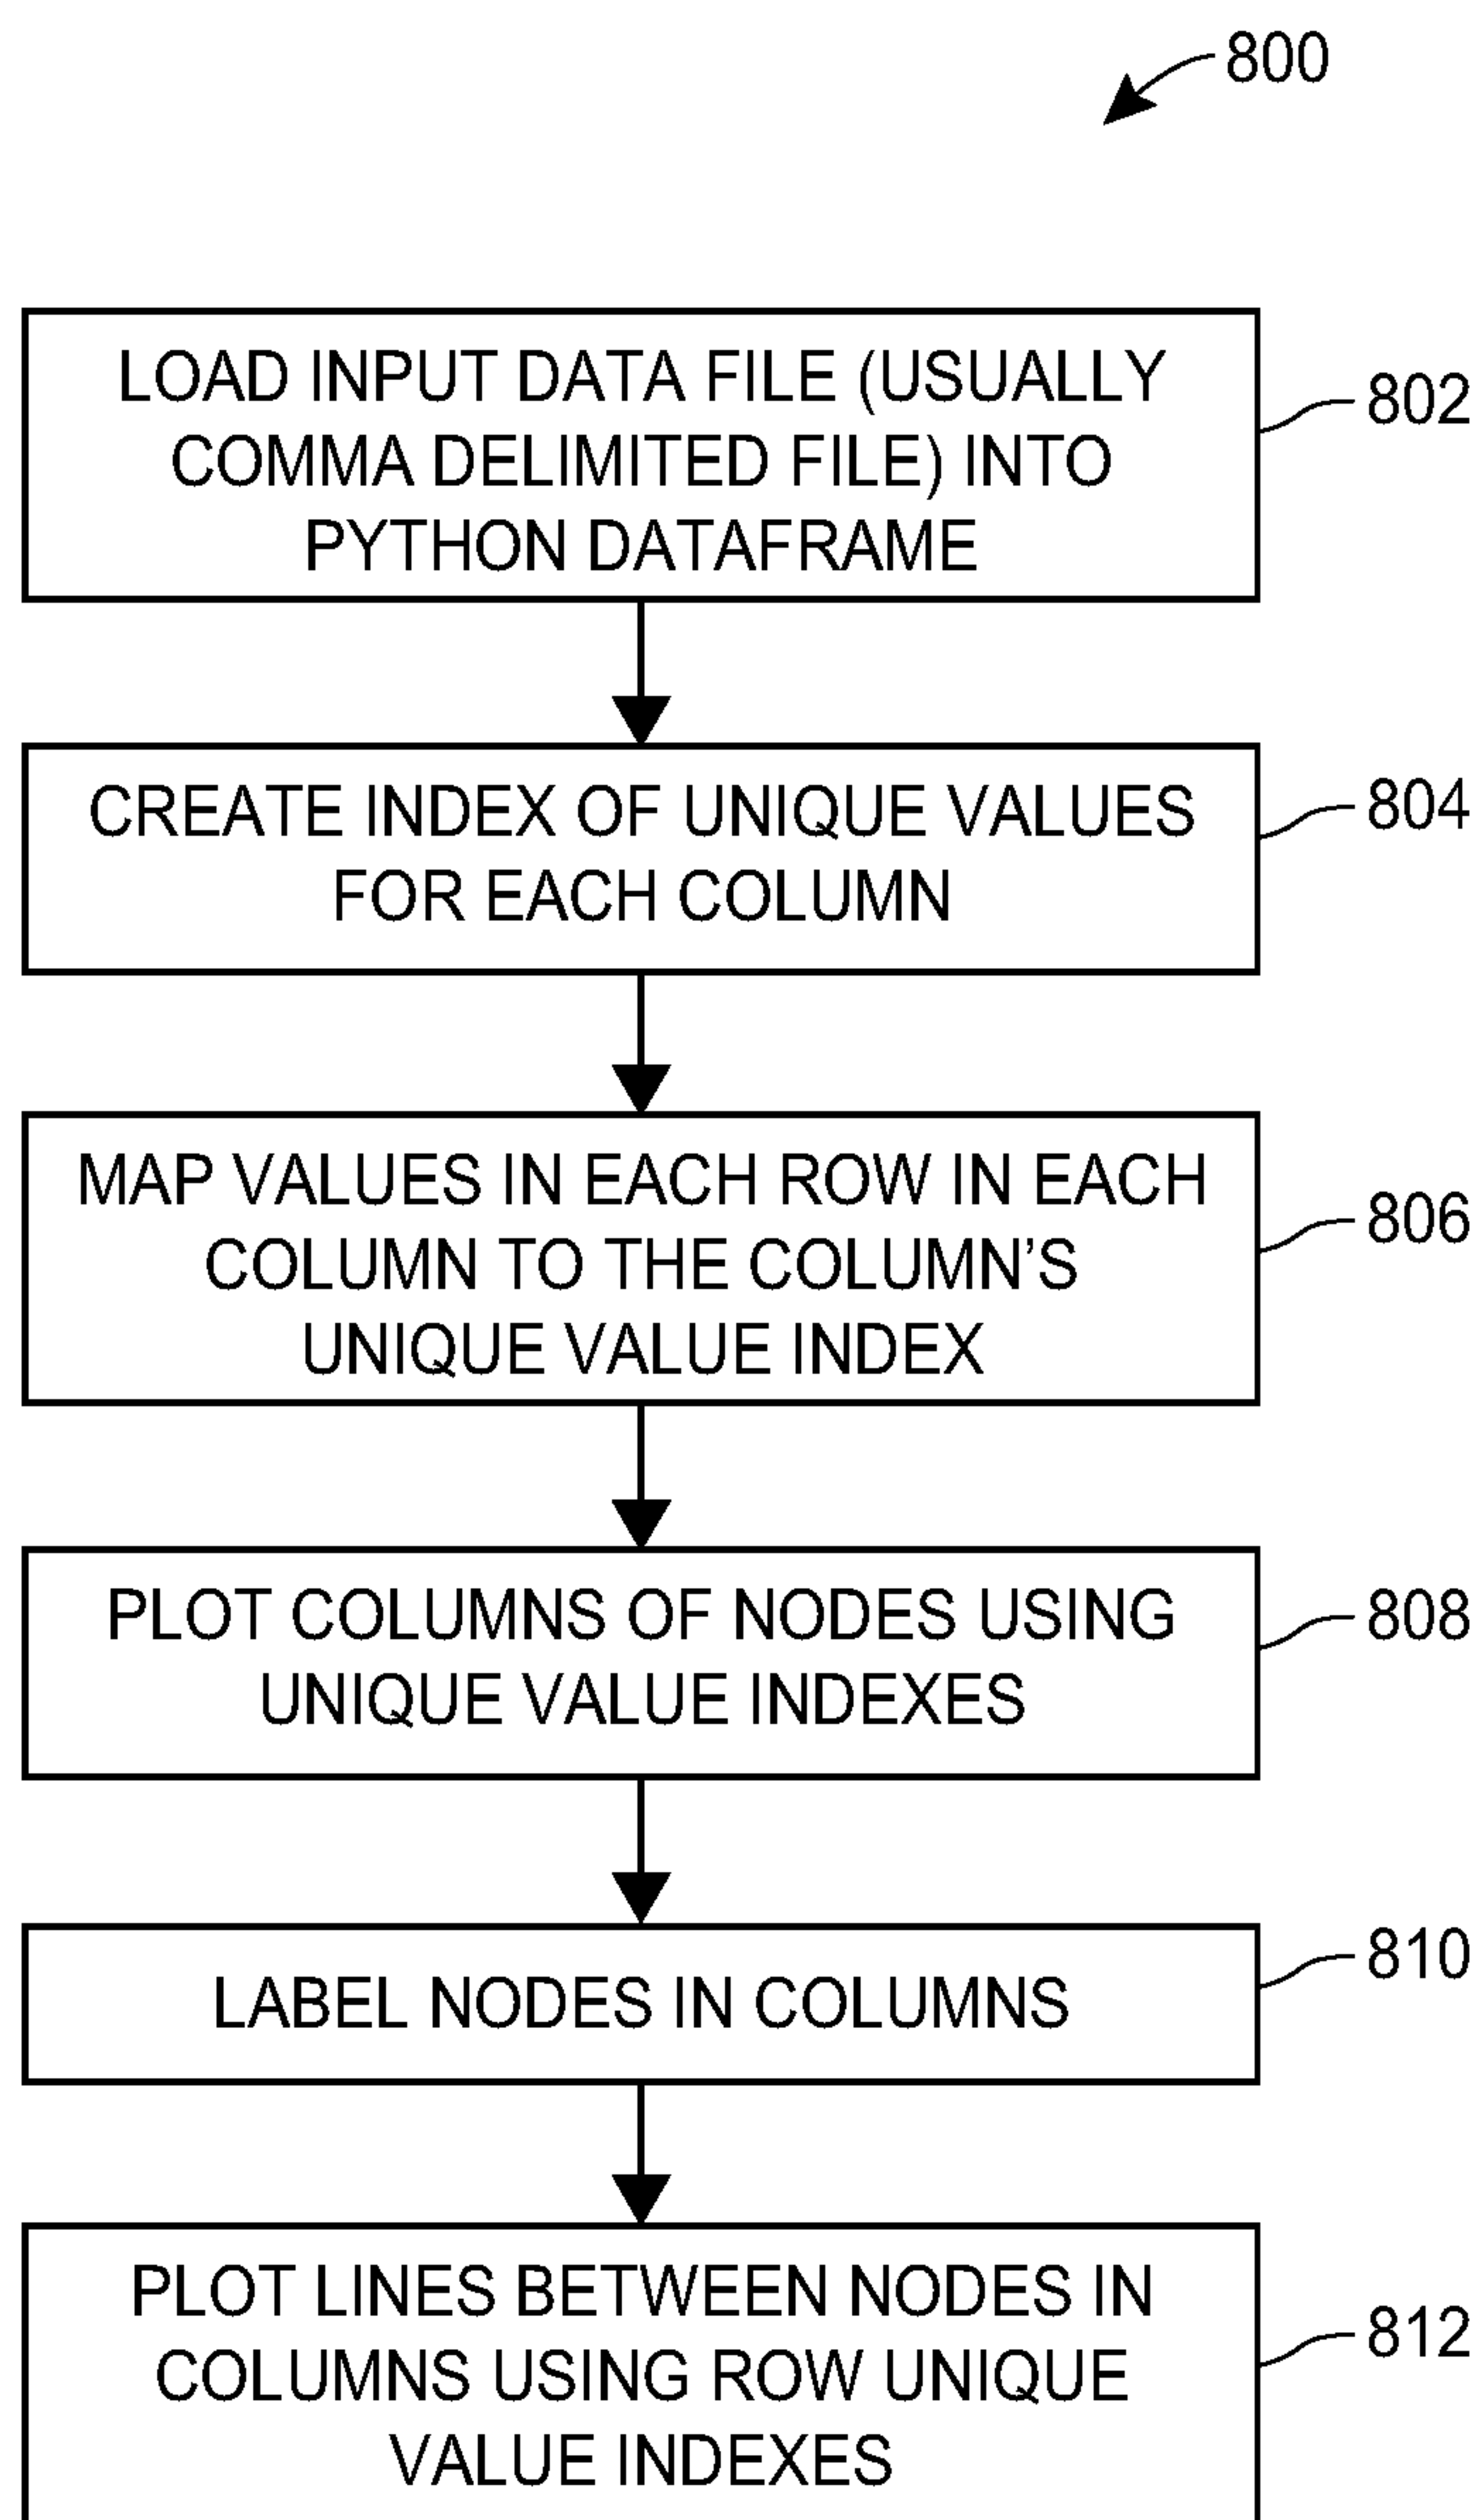 800
LOAD INPUT DATA FILE (USUALLY
COMMA DELIMITED FILE) INTO
PYTHON DATAFRAME
802
CREATE INDEX OF UNIQUE VALUES
FOR EACH COLUMN
804
MAP VALUES IN EACH ROW IN EACH
COLUMN TO THE COLUMN'S
UNIQUE VALUE INDEX
806
PLOT COLUMNS OF NODES USING
UNIQUE VALUE INDEXES
808
LABEL NODES IN COLUMNS
810
PLOT LINES BETWEEN NODES IN
COLUMNS USING ROW UNIQUE
VALUE INDEXES
812